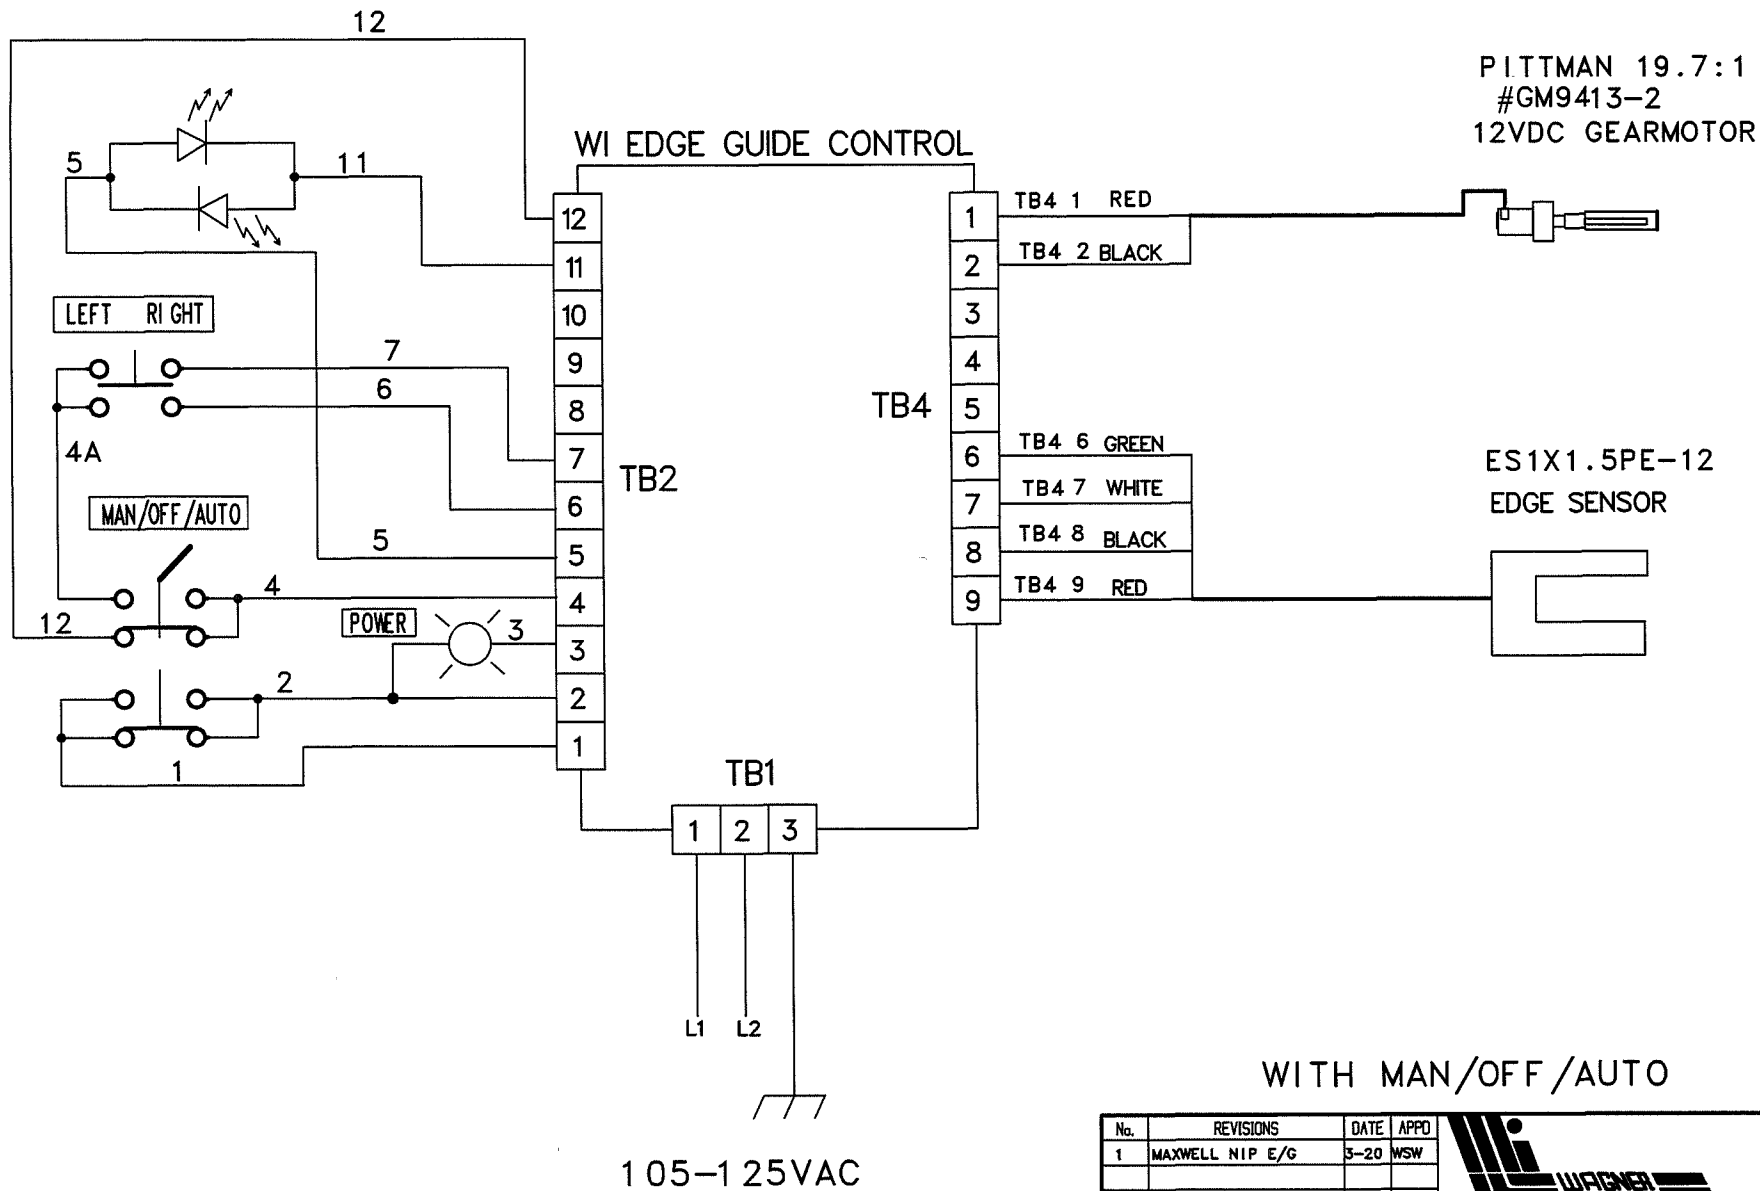 12
PITTMAN 19.7:1
#GM9413-2
12VDC GEARMOTOR
WI EDGE GUIDE CONTROL
5
11
TB4 1 RED
TB4 2 BLACK
12
11
10
9
8
7
6
5
4
3
2
1
1
2
3
4
5
6
7
8
9
LEFT RIGHT
7
6
4A
TB2
TB4
TB4 6 GREEN
TB4 7 WHITE
TB4 8 BLACK
TB4 9 RED
ES1X1.5PE-12
EDGE SENSOR
MAN/OFF/AUTO
5
4
12
POWER
3
2
1
TB1
1 2 3
L1 L2
105-125VAC
WITH MAN/OFF/AUTO
No. REVISIONS DATE APPD
1 MAXWELL NIP E/G 3-20 WSW
WAGNER